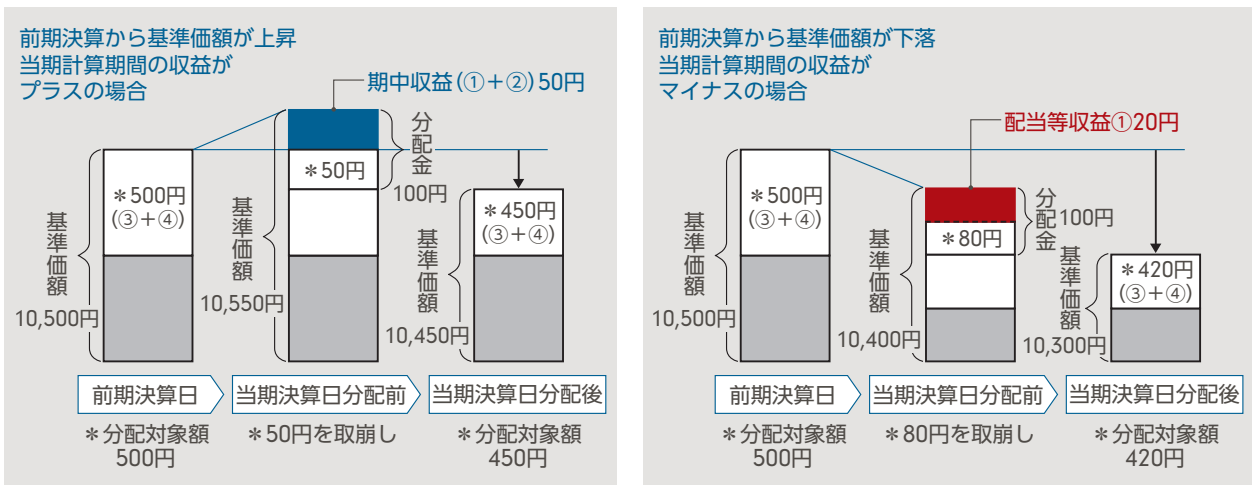 前期決算から基準価額が上昇
当期計算期間の収益が
プラスの場合
期中収益(①+②)50円
分配金
100円
*500円
(③+④)
*50円
*450円
(③+④)
基準価額
10,500円
基準価額
10,550円
基準価額
10,450円
前期決算日
当期決算日分配前
当期決算日分配後
*分配対象額
500円
*50円を取崩し
*分配対象額
450円
前期決算から基準価額が下落
当期計算期間の収益が
マイナスの場合
配当等収益①20円
分配金
100円
*500円
(③+④)
*80円
*420円
(③+④)
基準価額
10,500円
基準価額
10,400円
基準価額
10,300円
前期決算日
当期決算日分配前
当期決算日分配後
*分配対象額
500円
*80円を取崩し
*分配対象額
420円